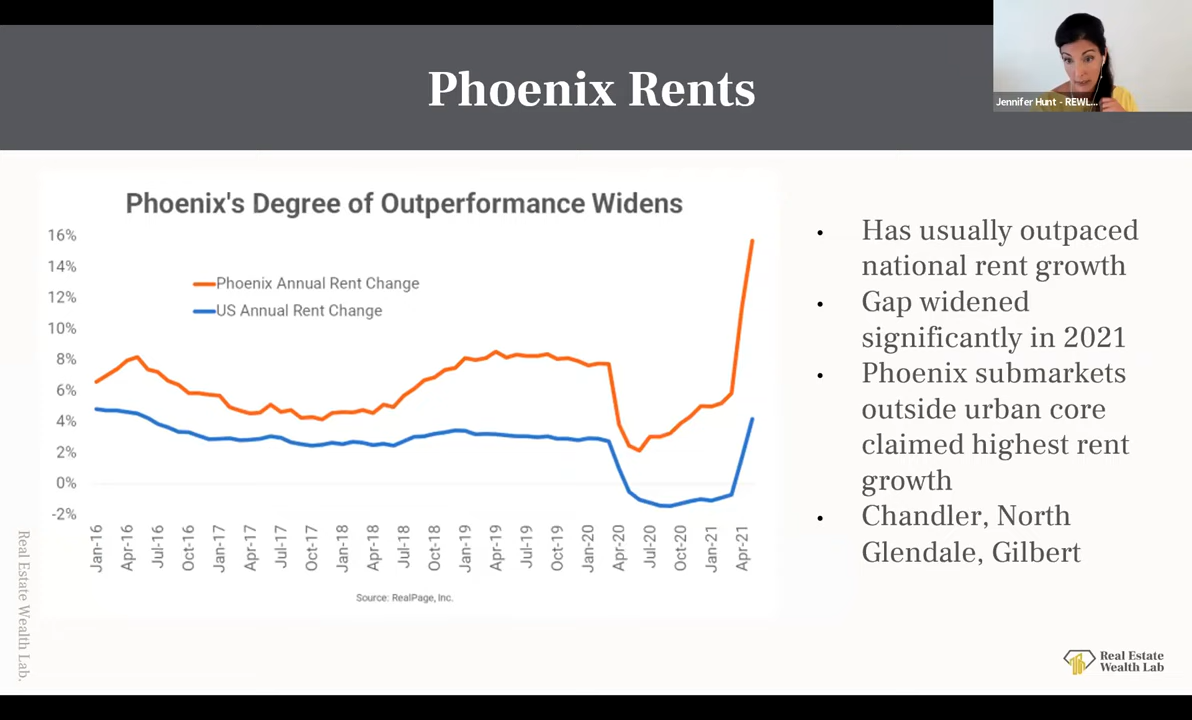 Phoenix Rents
Jennifer Hunt - REWL...
Phoenix's Degree of Outperformance Widens
16%
14%
12%
10%
8%
6%
4%
2%
0%
-2%
Phoenix Annual Rent Change
US Annual Rent Change
Jan-16
Apr-16
Jul-16
Oct-16
Jan-17
Apr-17
Jul-17
Oct-17
Jan-18
Apr-18
Jul-18
Oct-18
Jan-19
Apr-19
Jul-19
Oct-19
Jan-20
Apr-20
Jul-20
Oct-20
Jan-21
Apr-21
Source: RealPage, Inc.
• Has usually outpaced
national rent growth
• Gap widened
significantly in 2021
• Phoenix submarkets
outside urban core
claimed highest rent
growth
• Chandler, North
Glendale, Gilbert
Real Estate Wealth Lab.
Real Estate
Wealth Lab